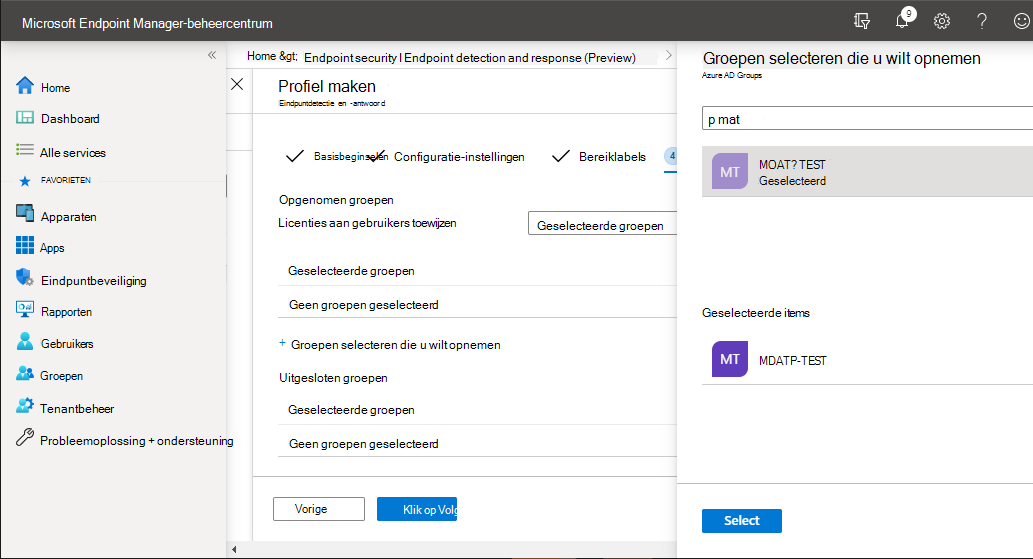 Microsoft Endpoint Manager-beheercentrum
9
«
Home
Dashboard
Alle services
FAVORIETEN
Apparaten
Apps
Eindpuntbeveiliging
Rapporten
Gebruikers
Groepen
Tenantbeheer
Probleemoplossing + ondersteuning
Home &gt; Endpoint security I Endpoint detection and response (Preview)
Profiel maken
Eindpuntdetectie en -antwoord
Basisbeginselen
Configuratie-instellingen
Bereiklabels
4
Opgenomen groepen
Licenties aan gebruikers toewijzen
Geselecteerde groepen
Geselecteerde groepen
Geen groepen geselecteerd
+ Groepen selecteren die u wilt opnemen
Uitgesloten groepen
Geselecteerde groepen
Geen groepen geselecteerd
Vorige
Klik op Volg
Groepen selecteren die u wilt opnemen
Azure AD Groups
p mat
MT
MOAT? TEST
Geselecteerd
Geselecteerde items
MT
MDATP-TEST
Select